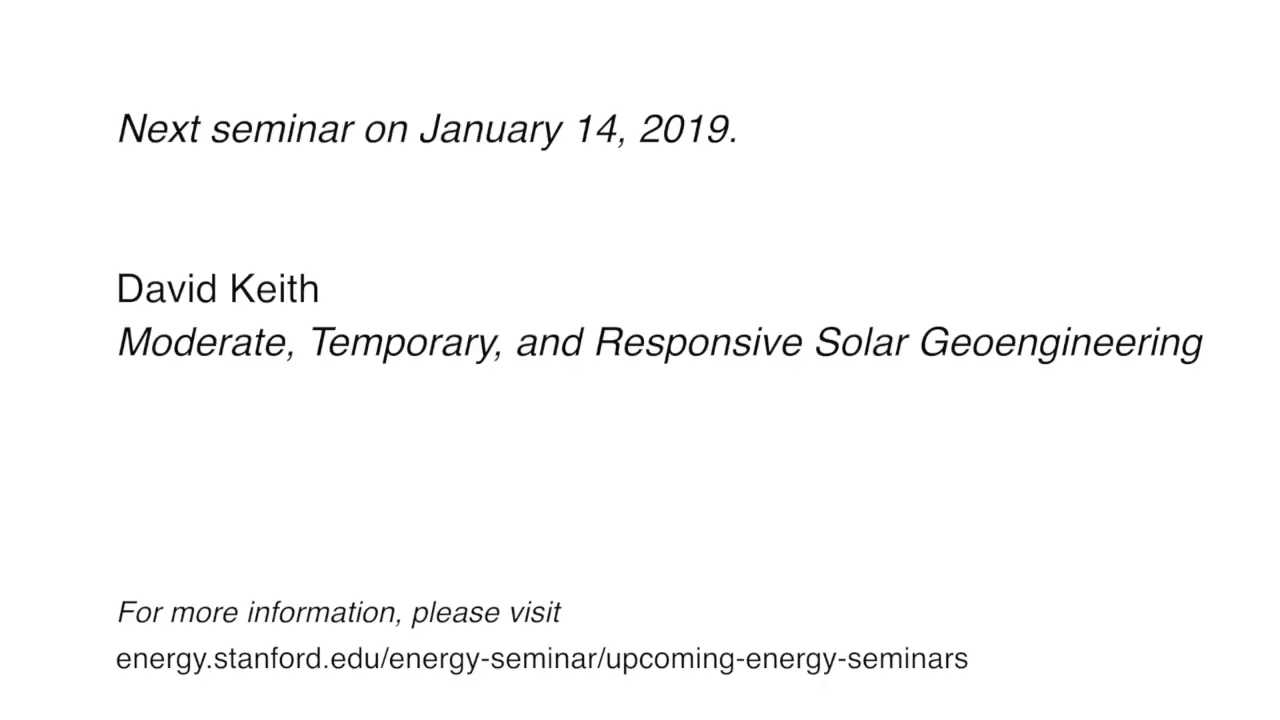 Next seminar on January 14, 2019.
David Keith
Moderate, Temporary, and Responsive Solar Geoengineering
For more information, please visit
energy.stanford.edu/energy-seminar/upcoming-energy-seminars